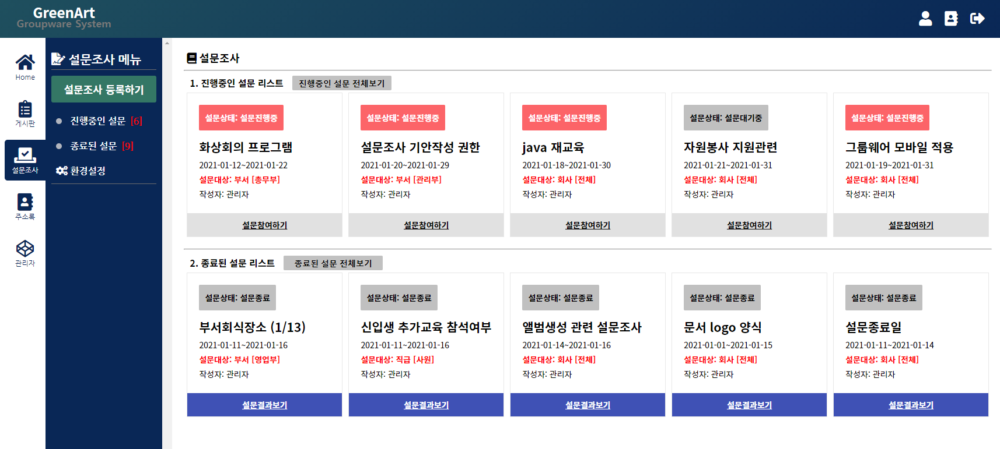 GreenArt
Groupware System
Home
게시판
설문조사
주소록
관리자
설문조사 메뉴
설문조사 등록하기
진행중인 설문 [6]
종료된 설문 [9]
환경설정
설문조사
1. 진행중인 설문 리스트 진행중인 설문 전체보기
설문상태: 설문진행중
화상회의 프로그램
2021-01-12~2021-01-22
설문대상: 부서 [총무부]
작성자: 관리자
설문참여하기
설문상태: 설문진행중
설문조사 기안작성 권한
2021-01-20~2021-01-29
설문대상: 부서 [관리부]
작성자: 관리자
설문참여하기
설문상태: 설문진행중
java 재교육
2021-01-18~2021-01-30
설문대상: 회사 [전체]
작성자: 관리자
설문참여하기
설문상태: 설문대기중
자원봉사 지원관련
2021-01-21~2021-01-31
설문대상: 회사 [전체]
작성자: 관리자
설문참여하기
설문상태: 설문진행중
그룹웨어 모바일 적용
2021-01-19~2021-01-31
설문대상: 회사 [전체]
작성자: 관리자
설문참여하기
2. 종료된 설문 리스트 종료된 설문 전체보기
설문상태: 설문종료
부서회식장소 (1/13)
2021-01-11~2021-01-16
설문대상: 부서 [영업부]
작성자: 관리자
설문결과보기
설문상태: 설문종료
신입생 추가교육 참석여부
2021-01-11~2021-01-16
설문대상: 직급 [사원]
작성자: 관리자
설문결과보기
설문상태: 설문종료
앨범생성 관련 설문조사
2021-01-14~2021-01-16
설문대상: 회사 [전체]
작성자: 관리자
설문결과보기
설문상태: 설문종료
문서 logo 양식
2021-01-01~2021-01-15
설문대상: 회사 [전체]
작성자: 관리자
설문결과보기
설문상태: 설문종료
설문종료일
2021-01-11~2021-01-14
설문대상: 회사 [전체]
작성자: 관리자
설문결과보기